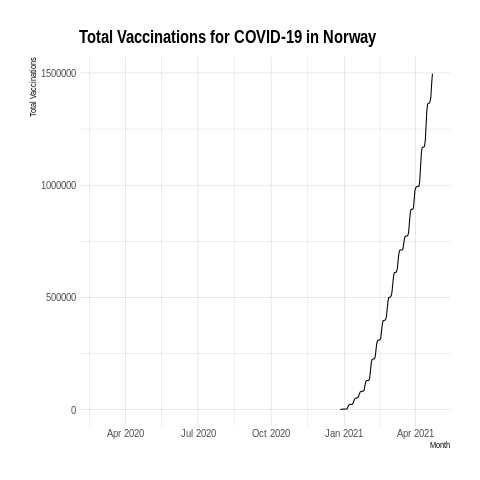 Total Vaccinations for COVID-19 in Norway
Total Vaccinations
1500000
1000000
500000
0
Apr 2020 Jul 2020 Oct 2020 Jan 2021 Apr 2021
Month